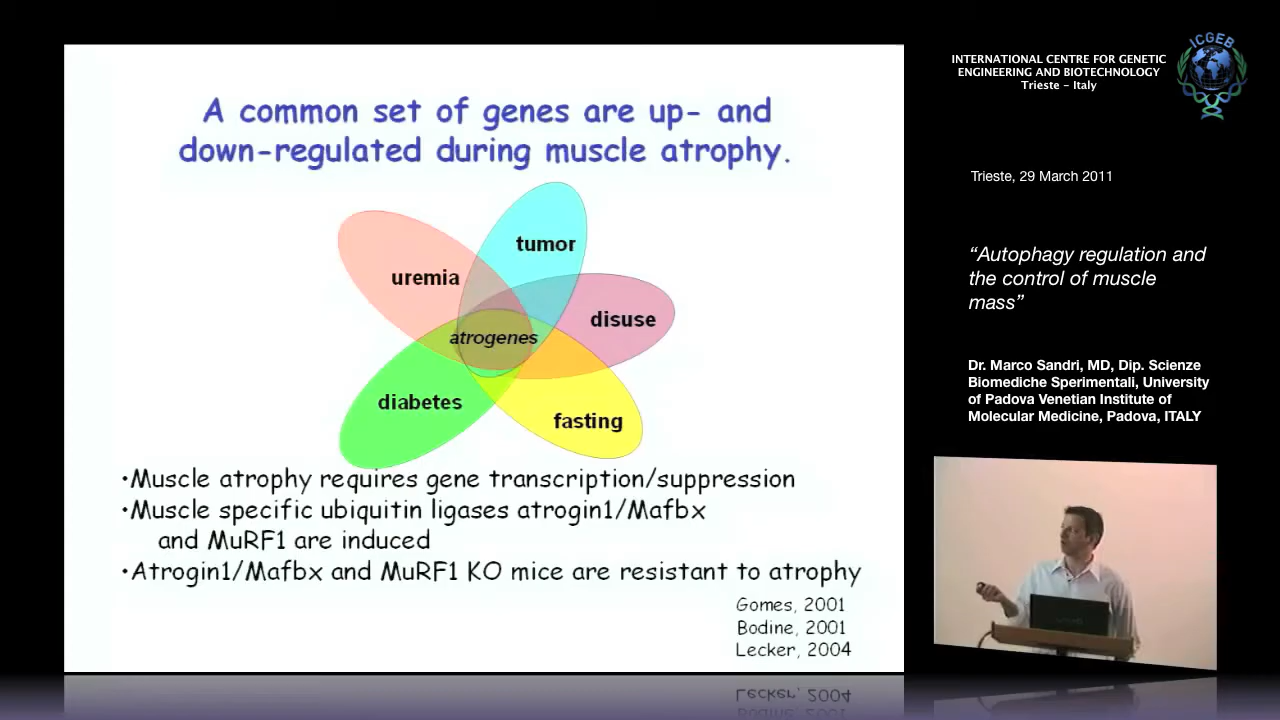 A common set of genes are up- and
down-regulated during muscle atrophy.
tumor
uremia
disuse
atrogenes
diabetes
fasting
•Muscle atrophy requires gene transcription/suppression
•Muscle specific ubiquitin ligases atrogin1/Mafbx
and MuRF1 are induced
•Atrogin1/Mafbx and MuRF1 KO mice are resistant to atrophy
Gomes, 2001
Bodine, 2001
Lecker, 2004
INTERNATIONAL CENTRE FOR GENETIC
ENGINEERING AND BIOTECHNOLOGY
Trieste - Italy
ICGEB
Trieste, 29 March 2011
“Autophagy regulation and
the control of muscle
mass”
Dr. Marco Sandri, MD, Dip. Scienze
Biomediche Sperimentali, University
of Padova Venetian Institute of
Molecular Medicine, Padova, ITALY